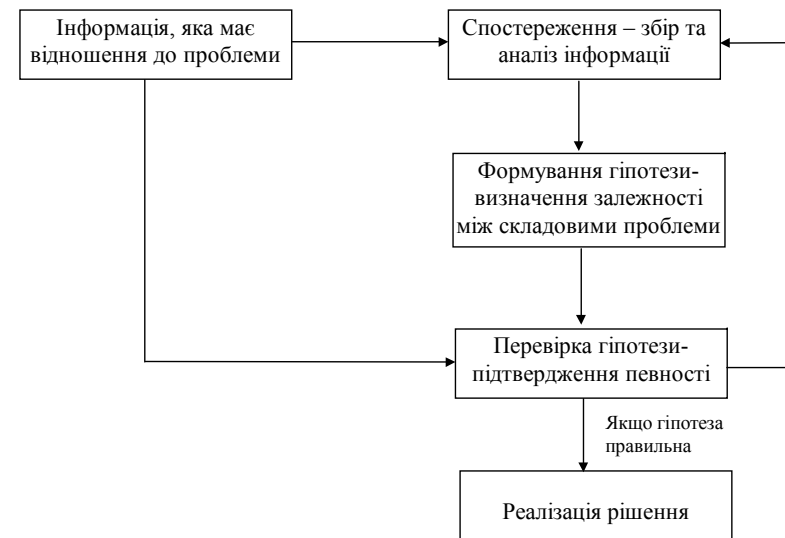 Інформація, яка має
відношення до проблеми
Спостереження – збір та
аналіз інформації
Формування гіпотези-
визначення залежності
між складовими проблеми
Перевірка гіпотези-
підтвердження певності
Якщо гіпотеза
правильна
Реалізація рішення